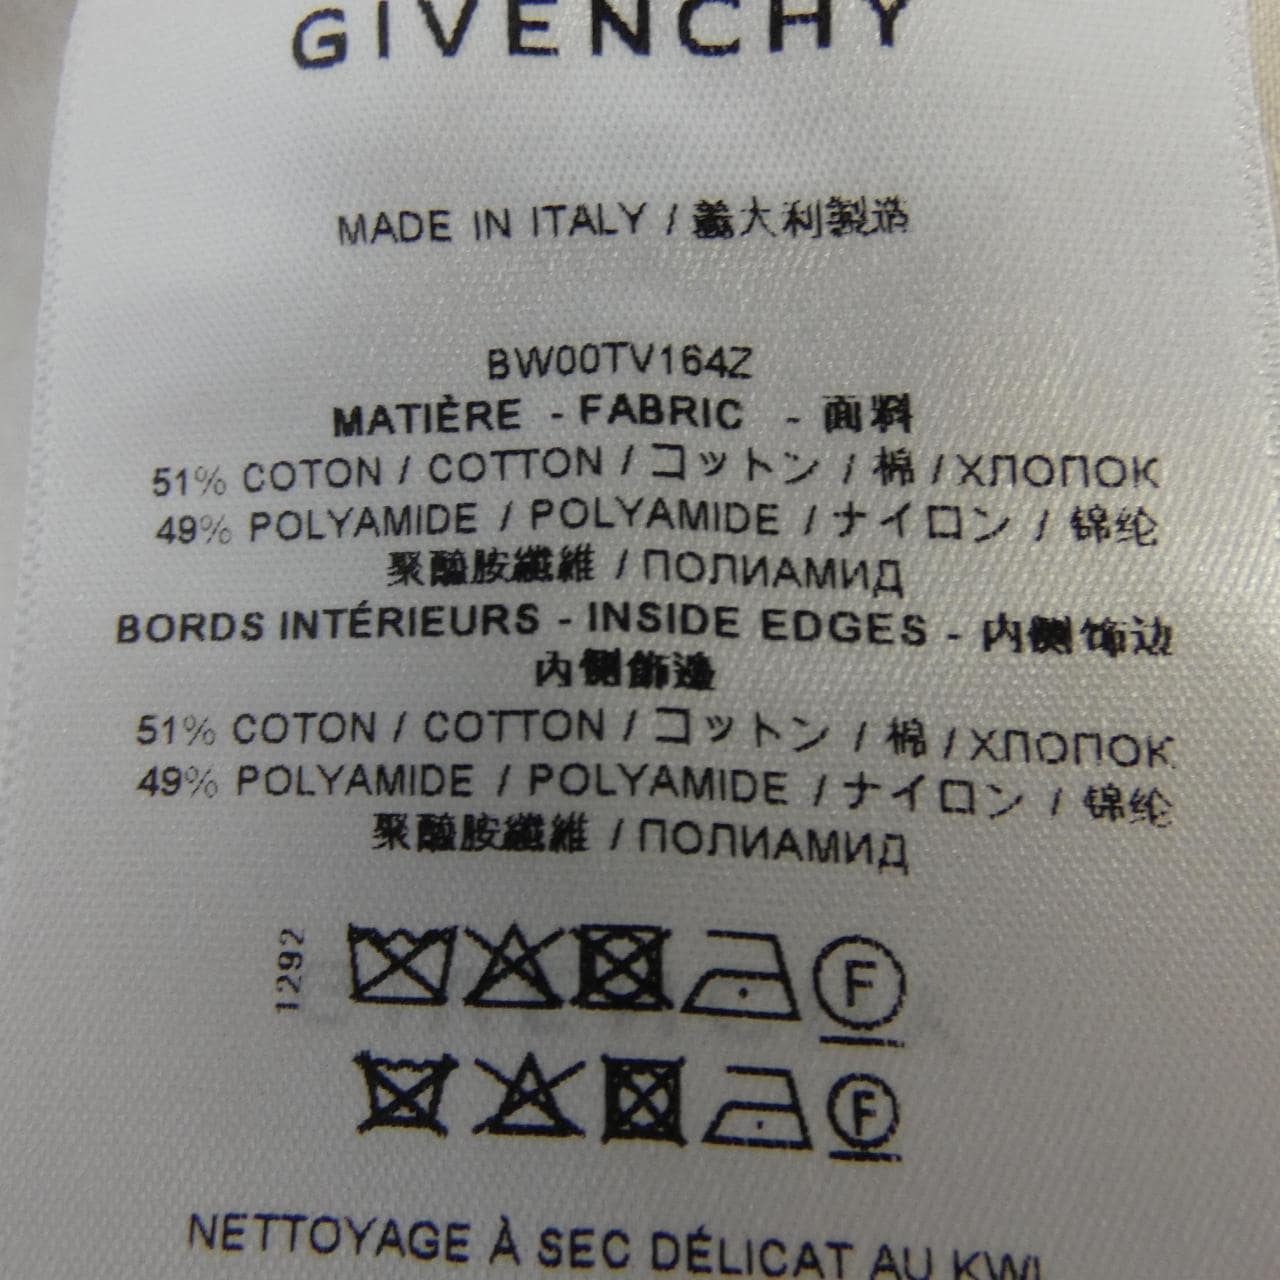 GIVENCHY
MADE IN ITALY / 義大利製造
BW00TV164Z
MATIÈRE - FABRIC - 面料
51% COTON / COTTON / コットン / 棉 / ХЛОПОК
49% POLYAMIDE / POLYAMIDE / ナイロン / 锦纶
聚醯胺纖維 / ПОЛИАМИД
BORDS INTÉRIEURS - INSIDE EDGES - 内侧饰边
內側飾邊
51% COTON / COTTON / コットン / 棉 / ХЛОПОК
49% POLYAMIDE / POLYAMIDE / ナイロン / 锦纶
聚醯胺纖維 / ПОЛИАМИД
1292
F
F
NETTOYAGE À SEC DÉLICAT AU KWL